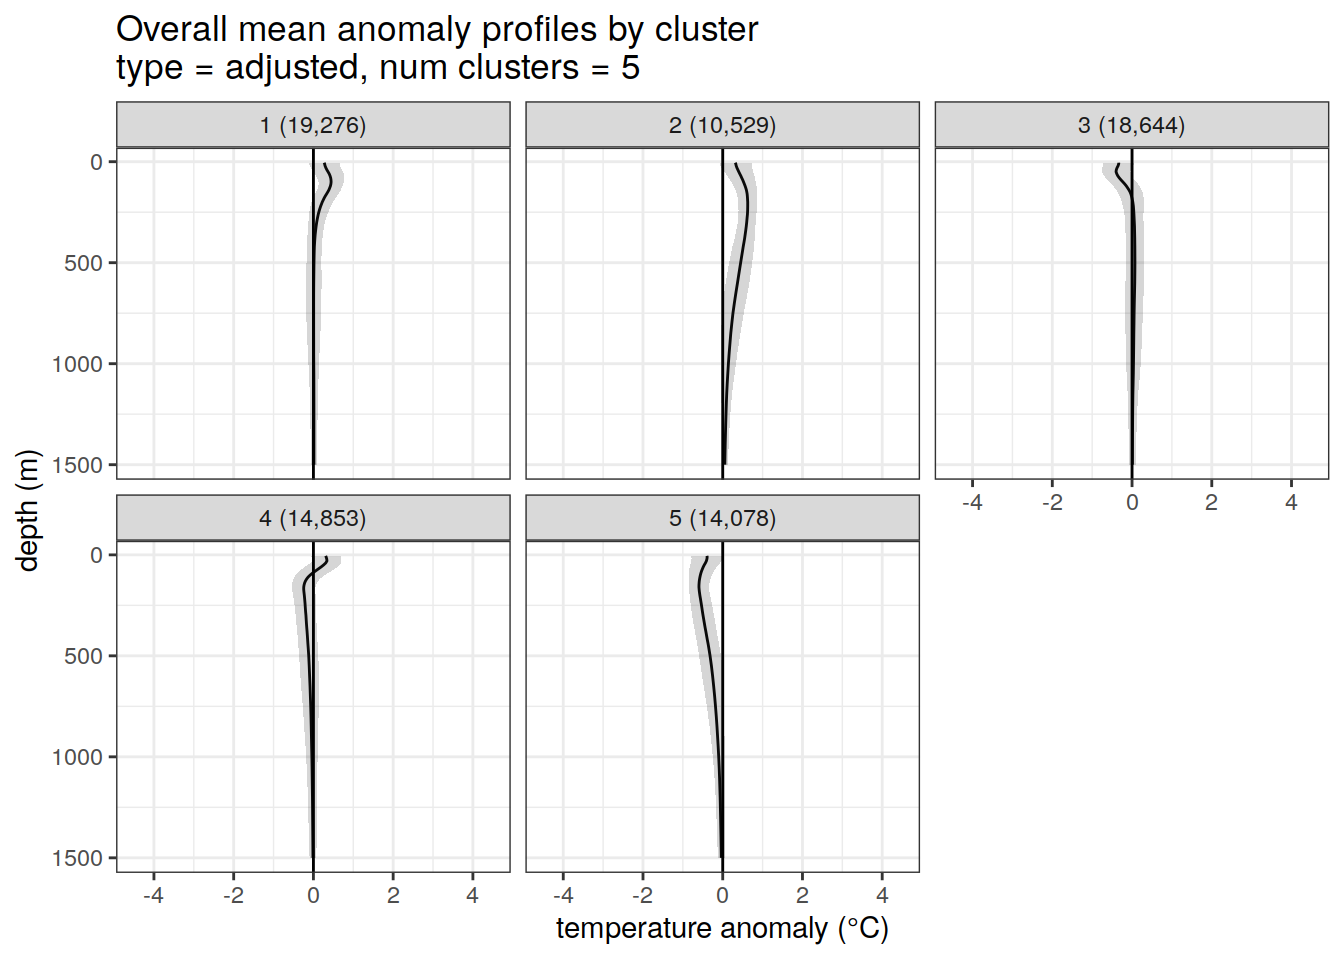 Overall mean anomaly profiles by cluster
type = adjusted, num clusters = 5
1 (19,276)
2 (10,529)
3 (18,644)
0
500
1000
1500
-4 -2 0 2 4
4 (14,853)
5 (14,078)
0
500
1000
1500
-4 -2 0 2 4
-4 -2 0 2 4
depth (m)
temperature anomaly (°C)